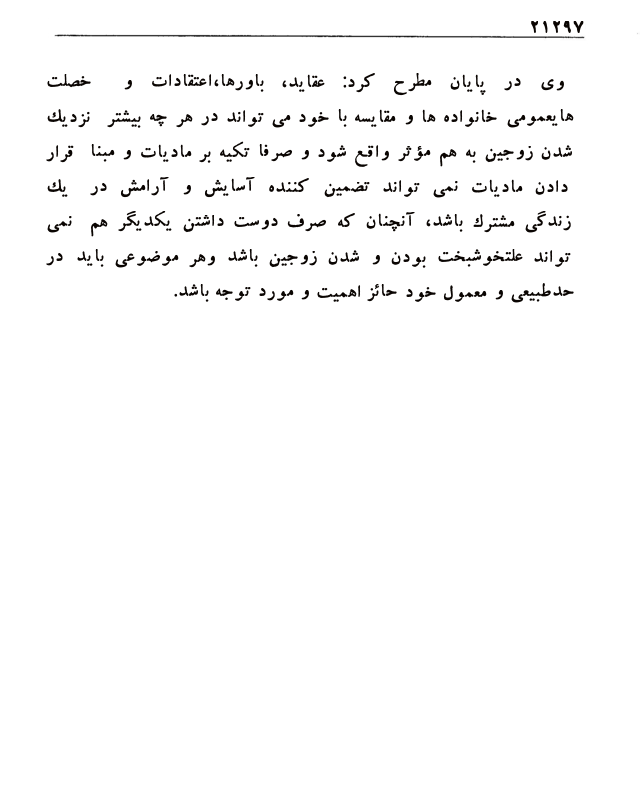 ۲۱۲۹۷
وی در پایان مطرح کرد: عقاید، باورها،اعتقادات و خصلت
هایعمومی خانواده ها و مقایسه با خود می تواند در هر چه بیشتر نزدیك
شدن زوجین به هم مؤثر واقع شود و صرفا تکیه بر مادیات و مبنا قرار
دادن مادیات نمی تواند تضمین کننده آسایش و آرامش در یك
زندگی مشترك باشد، آنچنان که صرف دوست داشتن یکدیگر هم نمی
تواند علتخوشبخت بودن و شدن زوجین باشد وهر موضوعی باید در
حدطبیعی و معمول خود حائز اهمیت و مورد توجه باشد.